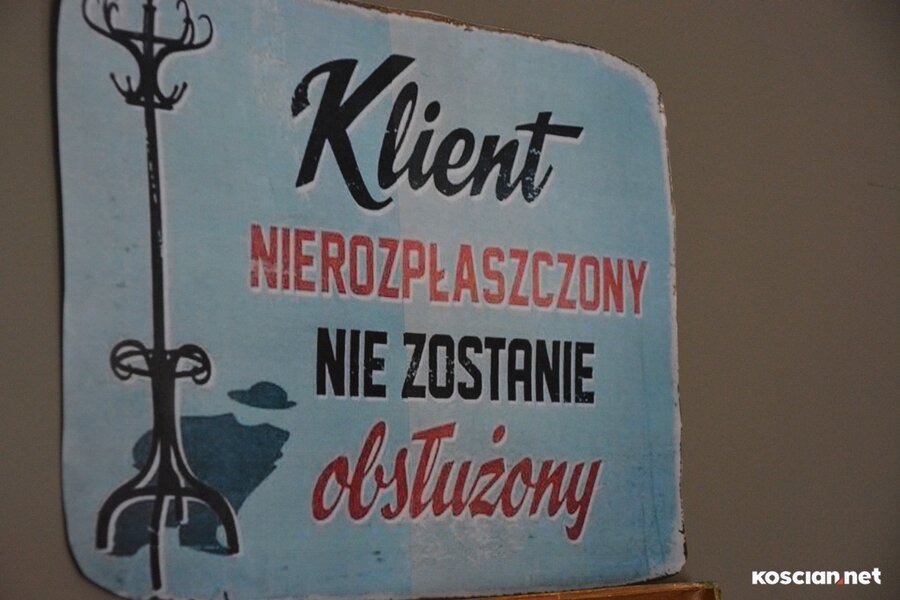 Klient
NIEROZPŁASZCZONY
NIE ZOSTANIE
obsłużony
KOSCIAN.net